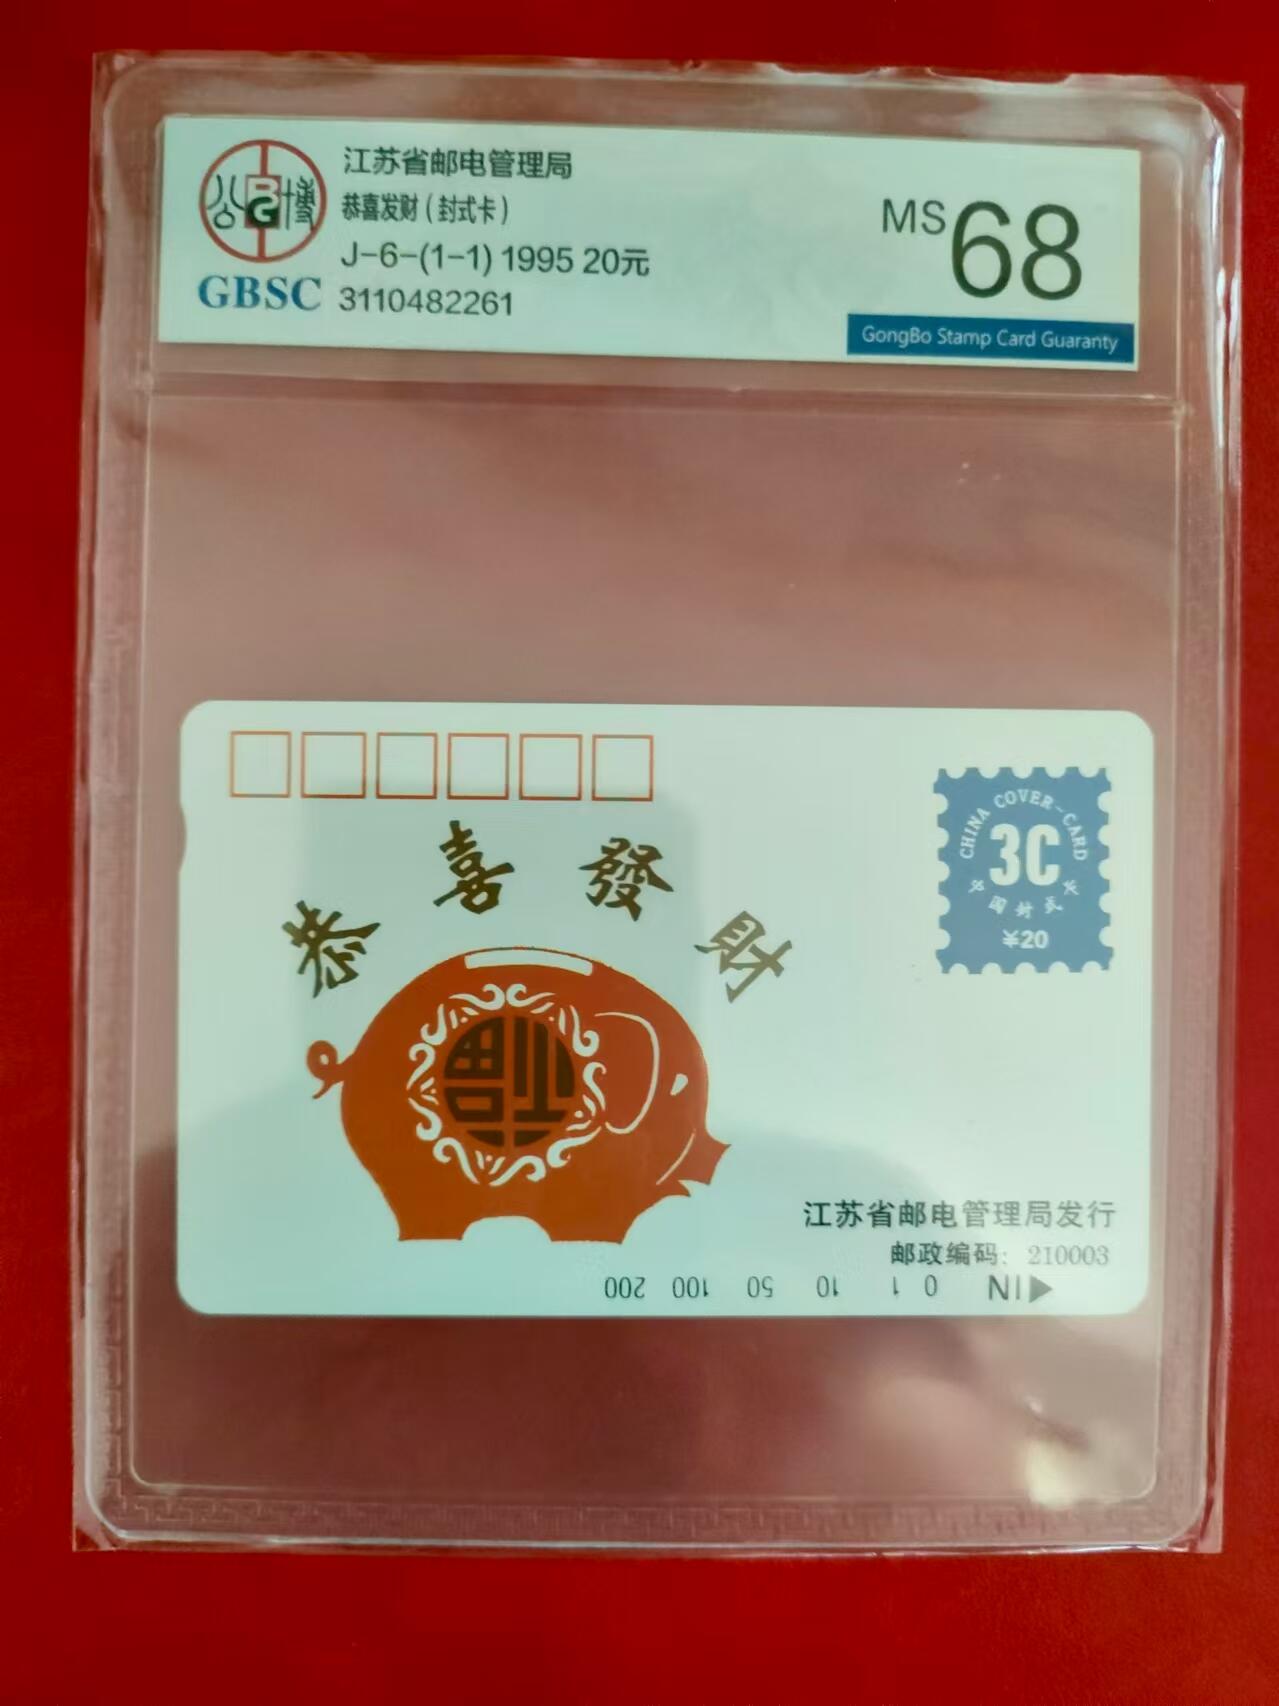 公博
GBSC
江苏省邮电管理局
恭喜发财(封式卡)
J-6-(1-1) 1995 20元
3110482261
MS 68
GongBo Stamp Card Guaranty
恭喜發財
福
CHINA COVER-CARD
3C
中国封式卡
¥20
江苏省邮电管理局发行
邮政编码：210003
◀IN 0 1 10 50 100 200